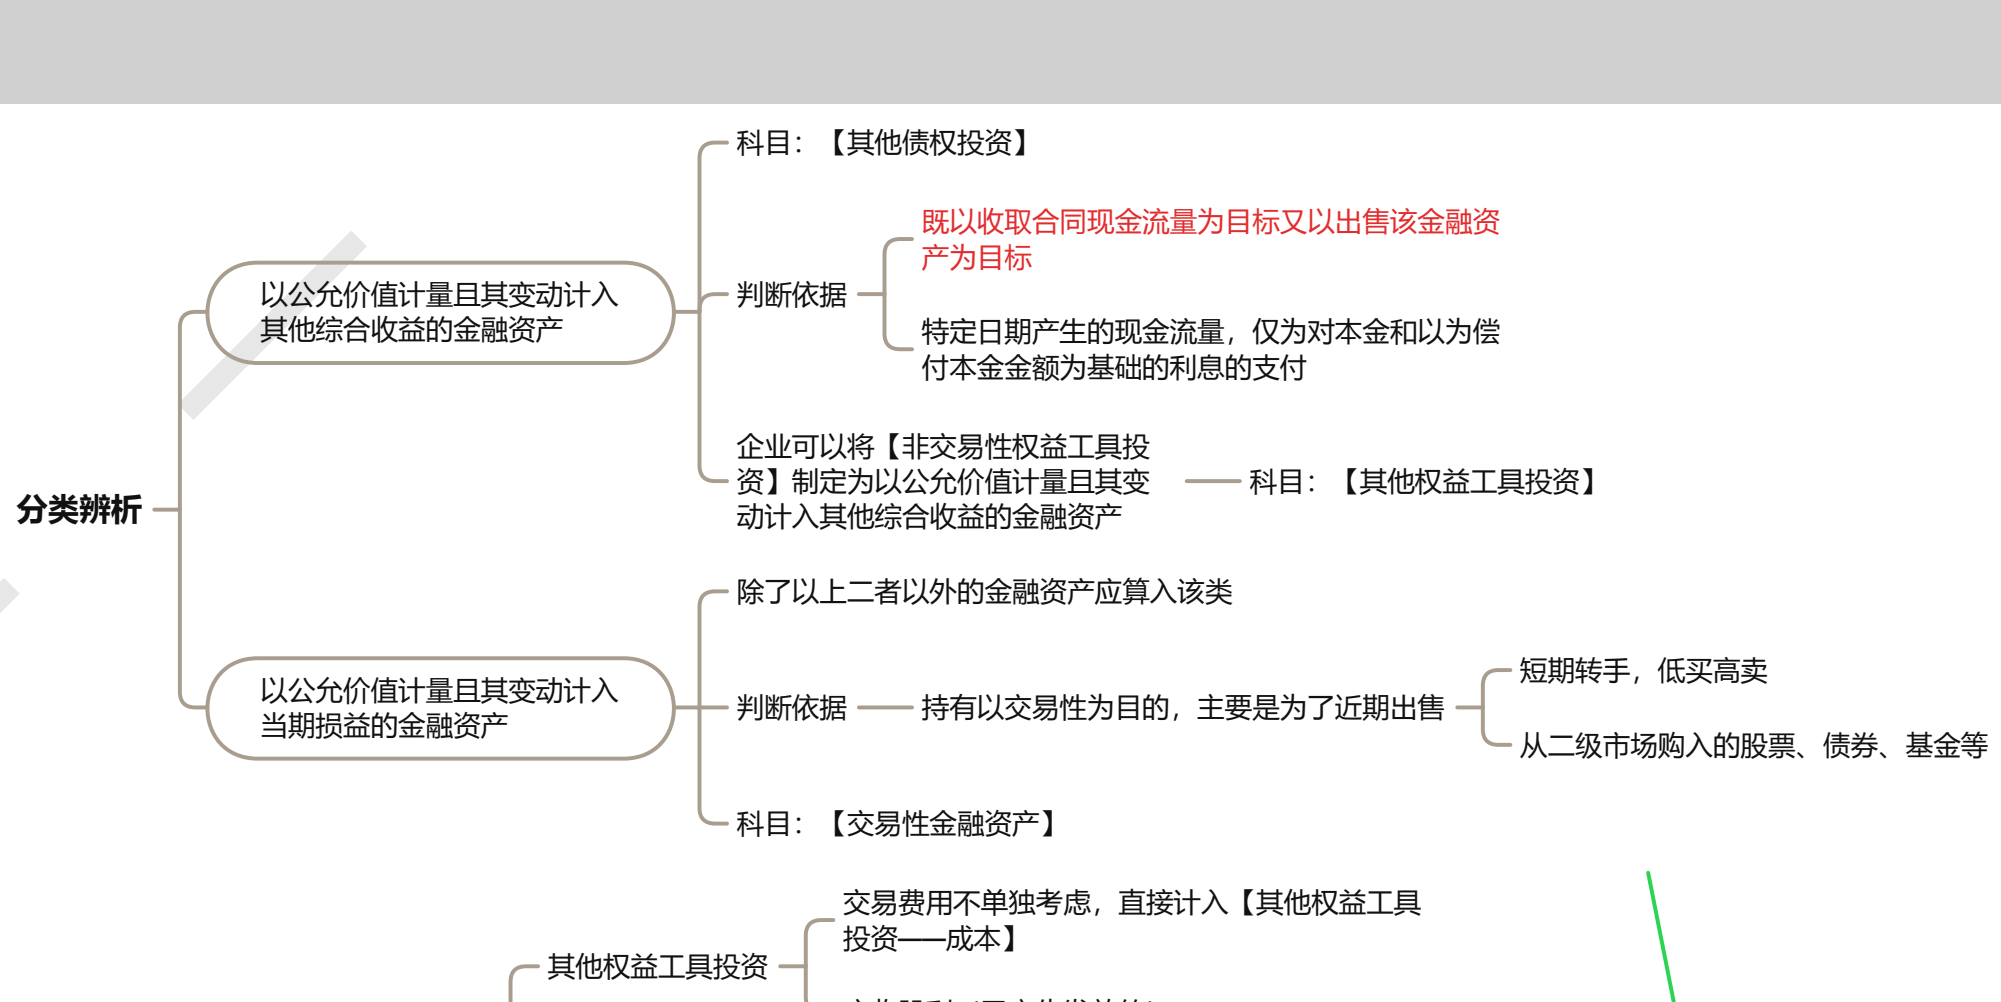 科目：【其他债权投资】
既以收取合同现金流量为目标又以出售该金融资
产为目标
判断依据
特定日期产生的现金流量，仅为对本金和以为偿
付本金金额为基础的利息的支付
以公允价值计量且其变动计入
其他综合收益的金融资产
企业可以将【非交易性权益工具投
资】制定为以公允价值计量且其变
动计入其他综合收益的金融资产
科目：【其他权益工具投资】
分类辨析
除了以上二者以外的金融资产应算入该类
以公允价值计量且其变动计入
当期损益的金融资产
判断依据
持有以交易性为目的，主要是为了近期出售
短期转手，低买高卖
从二级市场购入的股票、债券、基金等
科目：【交易性金融资产】
交易费用不单独考虑，直接计入【其他权益工具
投资——成本】
其他权益工具投资